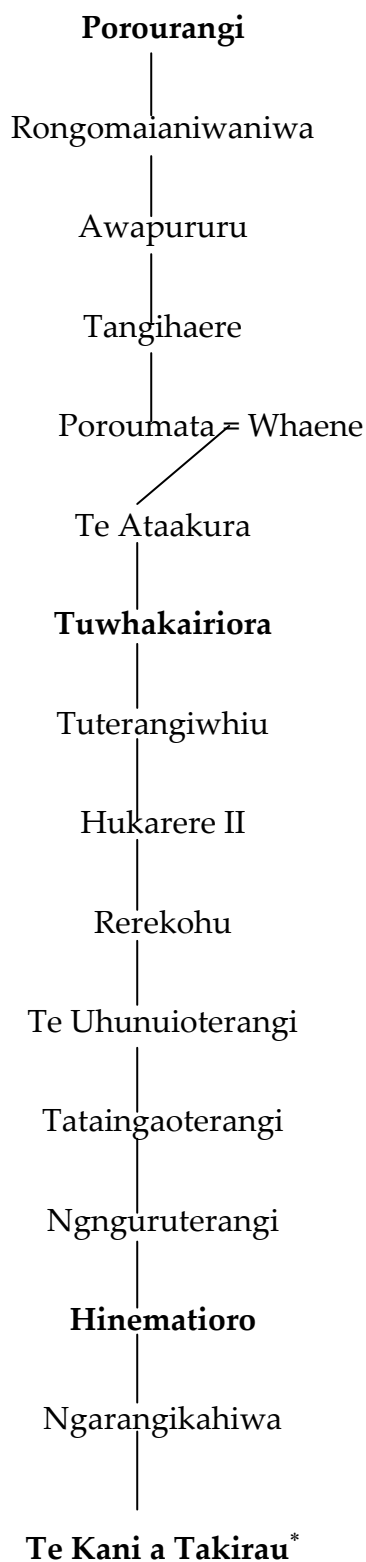 Porourangi
Rongomaianiwaniwa
Awapururu
Tangihaere
Poroumata = Whaene
Te Ataakura
Tuwhakairiora
Tuterangiwhiu
Hukarere II
Rerekohu
Te Uhunuioterangi
Tataingaoterangi
Ngnguruterangi
Hinematioro
Ngarangikahiwa
Te Kani a Takirau*